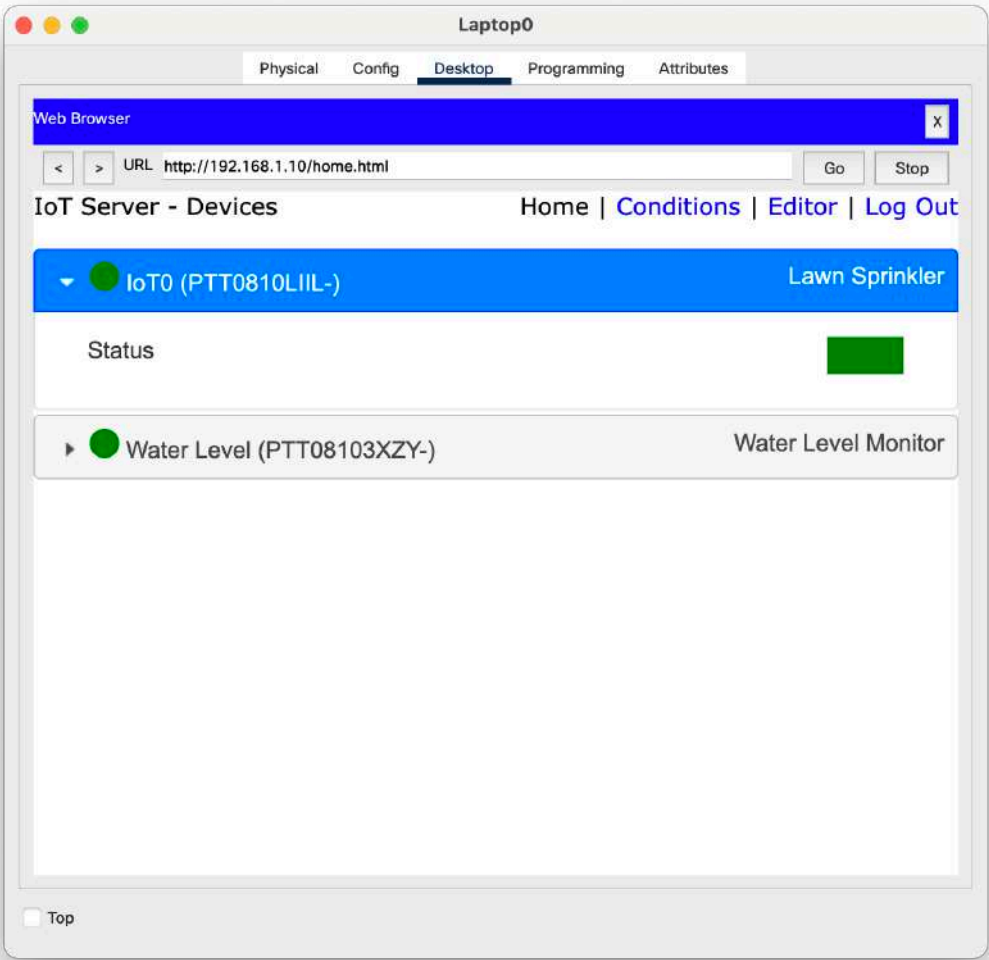 Laptop0
Physical Config Desktop Programming Attributes
Web Browser X
< > URL http://192.168.1.10/home.html Go Stop
IoT Server - Devices Home | Conditions | Editor | Log Out
IoT0 (PTT0810LIIL-) Lawn Sprinkler
Status
Water Level (PTT08103XZY-) Water Level Monitor
Top